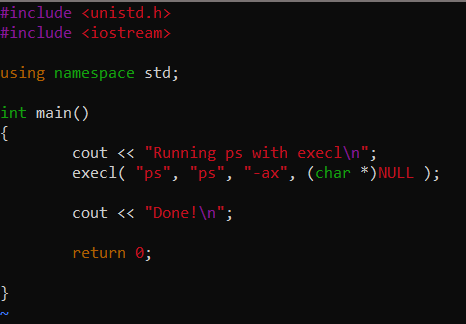 #include <unistd.h>
#include <iostream>
using namespace std;
int main()
{
        cout << "Running ps with execl\n";
        execl( "ps", "ps", "-ax", (char *)NULL );
        cout << "Done!\n";
        return 0;
}
~